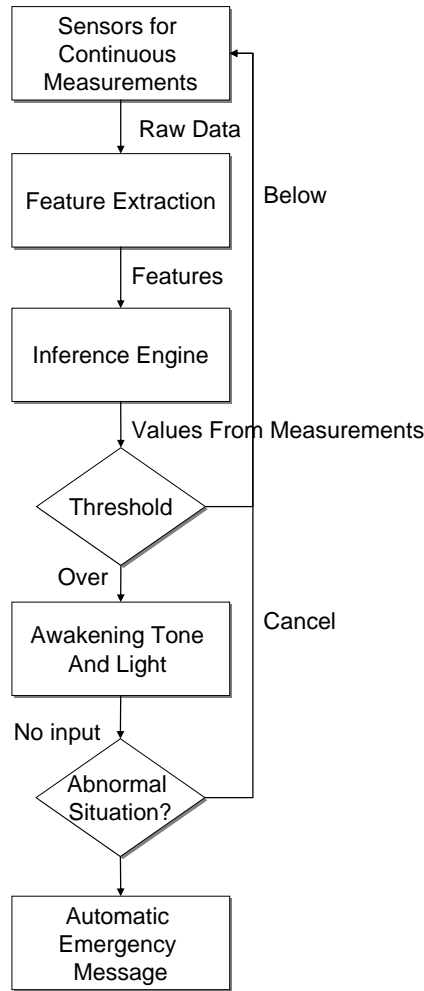 Sensors for
Continuous
Measurements
Raw Data
Below
Feature Extraction
Features
Inference Engine
Values From Measurements
Threshold
Over
Awakening Tone
And Light
Cancel
No input
Abnormal
Situation?
Automatic
Emergency
Message